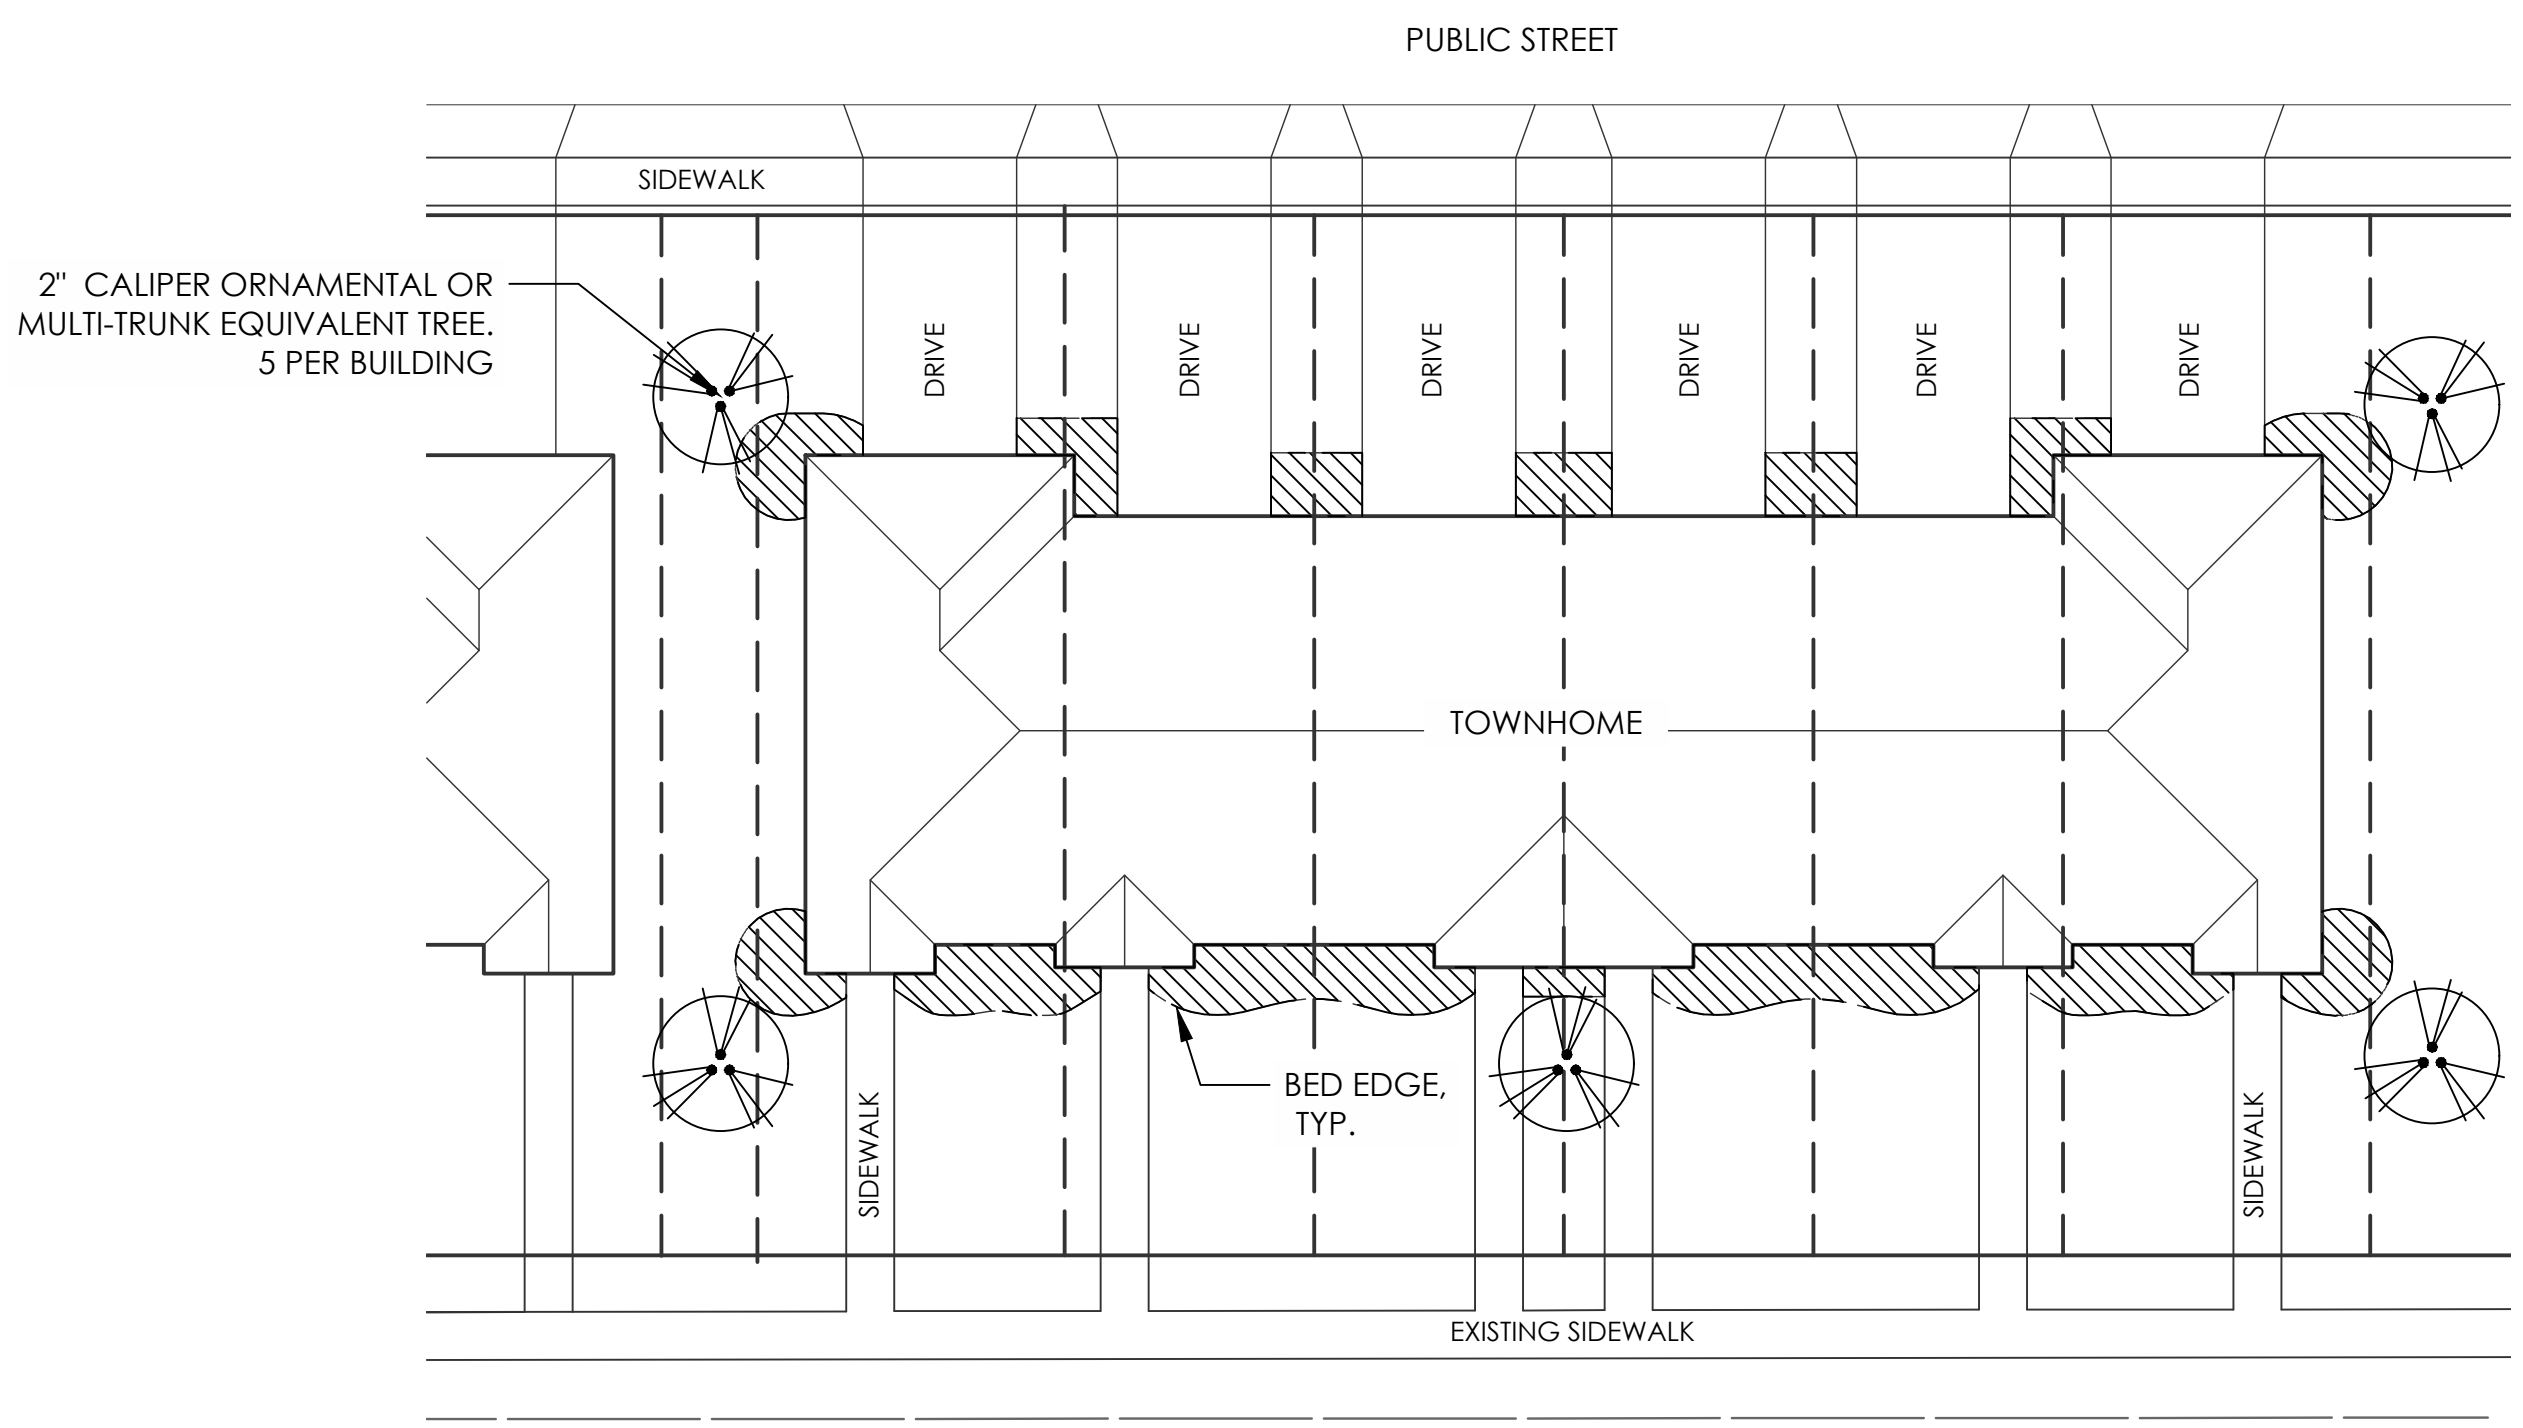 PUBLIC STREET
SIDEWALK
2" CALIPER ORNAMENTAL OR
MULTI-TRUNK EQUIVALENT TREE.
5 PER BUILDING
DRIVE
DRIVE
DRIVE
DRIVE
DRIVE
DRIVE
TOWNHOME
BED EDGE,
TYP.
SIDEWALK
SIDEWALK
EXISTING SIDEWALK